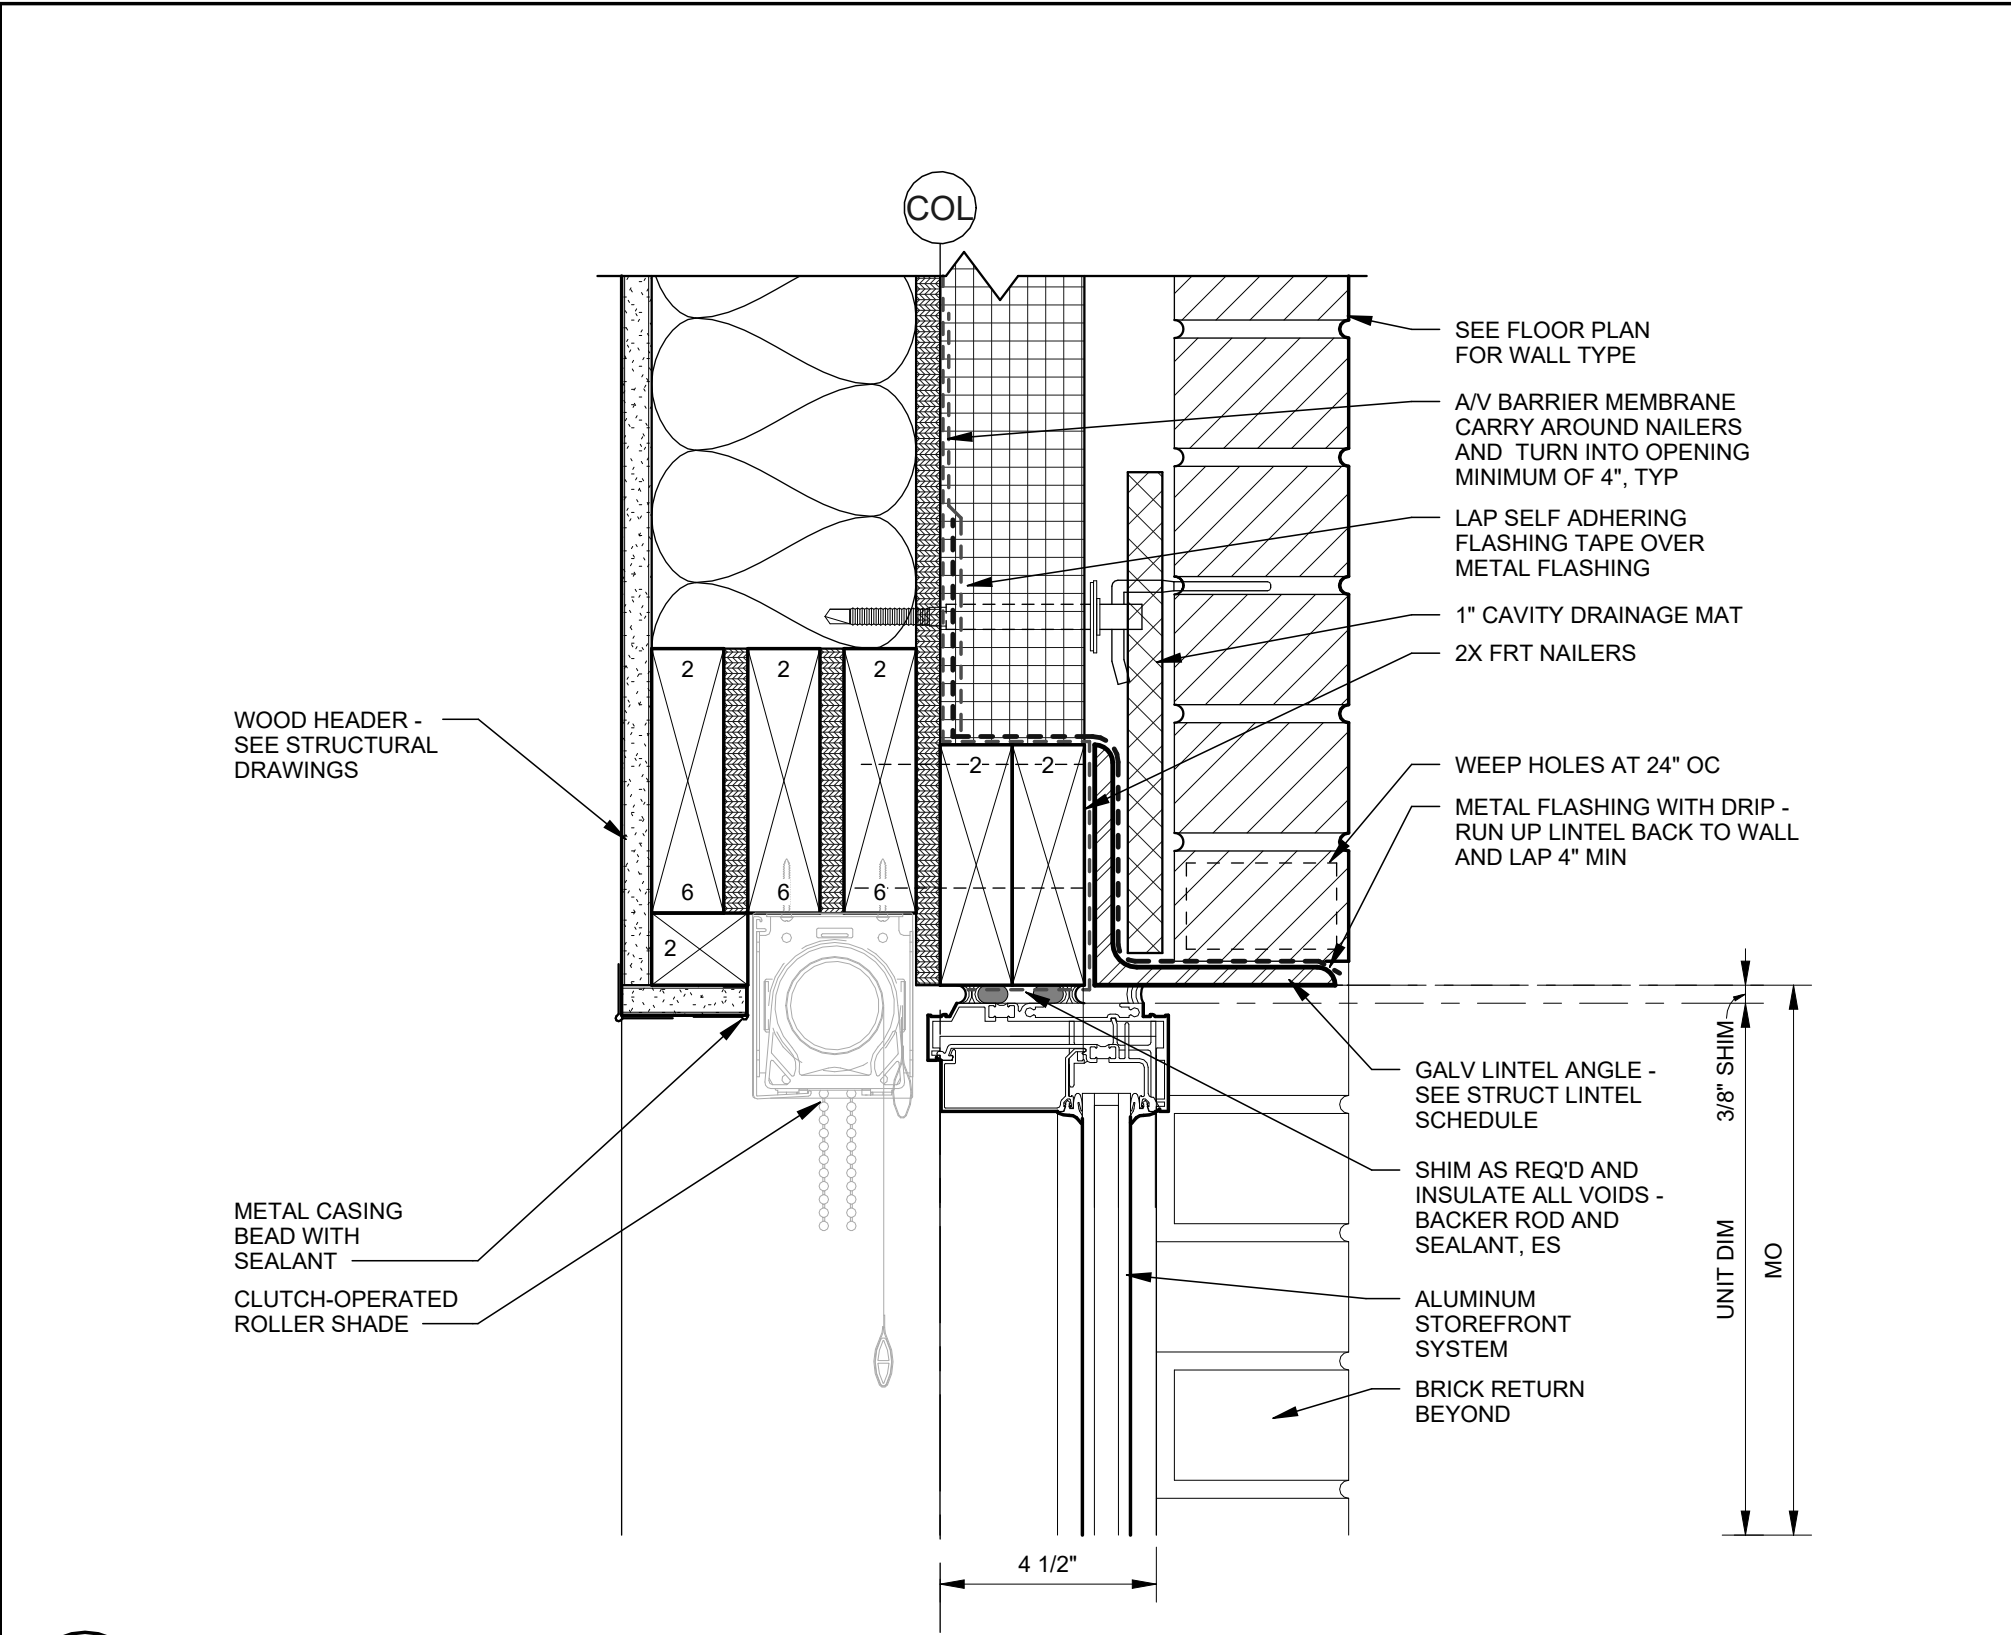 COL
SEE FLOOR PLAN
FOR WALL TYPE
A/V BARRIER MEMBRANE
CARRY AROUND NAILERS
AND TURN INTO OPENING
MINIMUM OF 4", TYP
LAP SELF ADHERING
FLASHING TAPE OVER
METAL FLASHING
1" CAVITY DRAINAGE MAT
2X FRT NAILERS
2 2 2
WOOD HEADER -
SEE STRUCTURAL
DRAWINGS
2 2
WEEP HOLES AT 24" OC
METAL FLASHING WITH DRIP -
RUN UP LINTEL BACK TO WALL
AND LAP 4" MIN
6 6 6
2
3/8" SHIM
GALV LINTEL ANGLE -
SEE STRUCT LINTEL
SCHEDULE
SHIM AS REQ'D AND
INSULATE ALL VOIDS -
BACKER ROD AND
SEALANT, ES
METAL CASING
BEAD WITH
SEALANT
CLUTCH-OPERATED
ROLLER SHADE
UNIT DIM
MO
ALUMINUM
STOREFRONT
SYSTEM
BRICK RETURN
BEYOND
4 1/2"